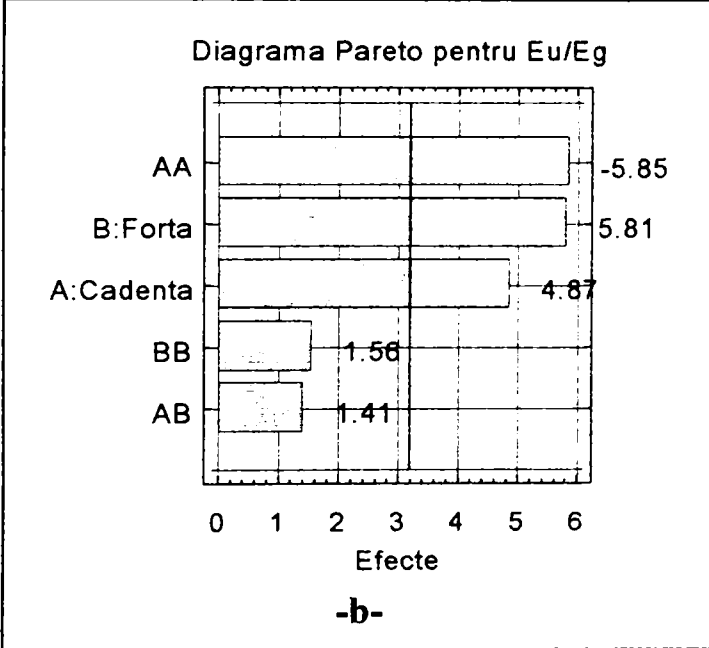 Diagrama Pareto pentru Eu/Eg
AA -5.85
B:Forta 5.81
A:Cadenta 4.87
BB 1.56
AB 1.41
0 1 2 3 4 5 6
Efecte
-b-